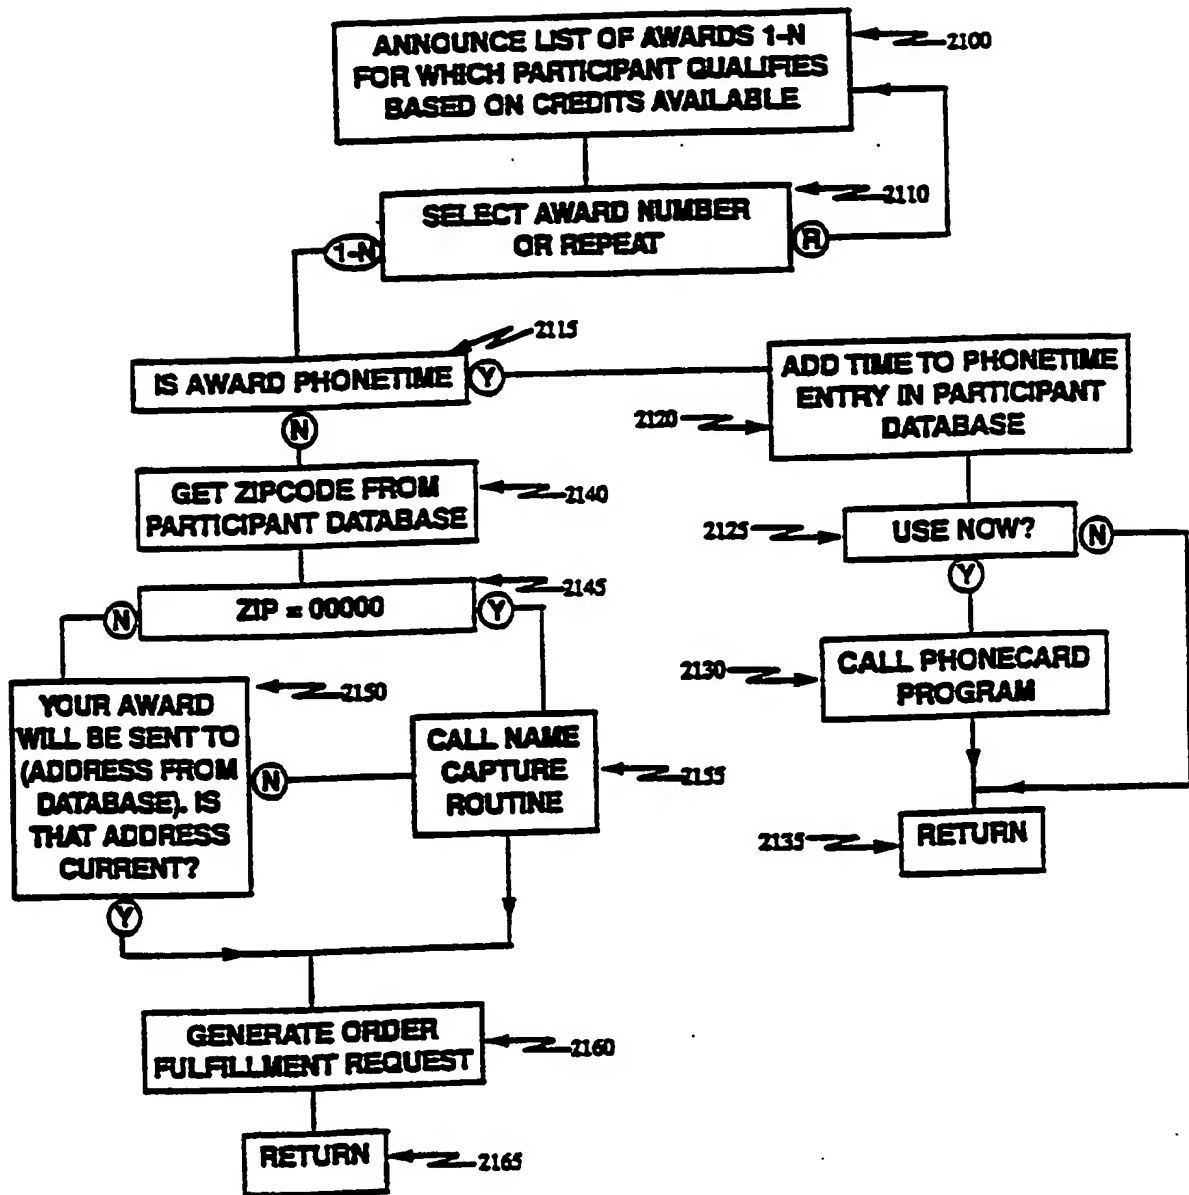 ANNOUNCE LIST OF AWARDS 1-N
FOR WHICH PARTICIPANT QUALIFIES
BASED ON CREDITS AVAILABLE
2100
SELECT AWARD NUMBER
OR REPEAT
2110
1-N
R
2115
IS AWARD PHONETIME
Y
N
ADD TIME TO PHONETIME
ENTRY IN PARTICIPANT
DATABASE
2120
GET ZIPCODE FROM
PARTICIPANT DATABASE
2140
2125
USE NOW?
N
Y
2145
N
ZIP = 00000
Y
2130
CALL PHONECARD
PROGRAM
2150
YOUR AWARD
WILL BE SENT TO
(ADDRESS FROM
DATABASE). IS
THAT ADDRESS
CURRENT?
N
Y
CALL NAME
CAPTURE
ROUTINE
2155
2135
RETURN
GENERATE ORDER
FULFILLMENT REQUEST
2160
RETURN
2165